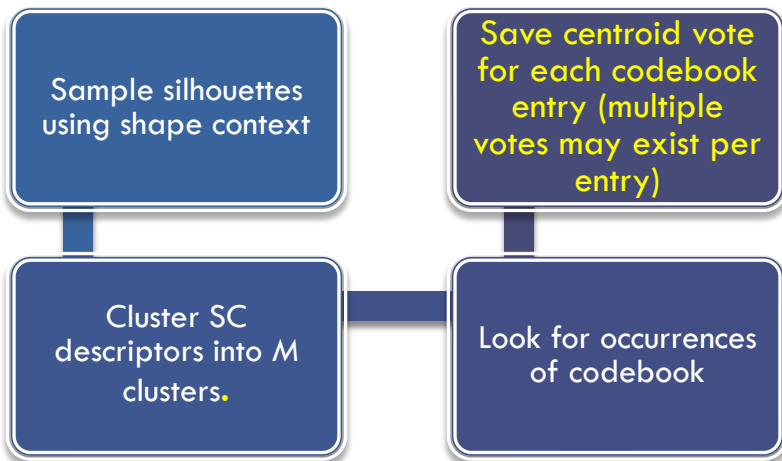 Sample silhouettes
using shape context
Cluster SC
descriptors into M
clusters.
Look for occurrences
of codebook
Save centroid vote
for each codebook
entry (multiple
votes may exist per
entry)